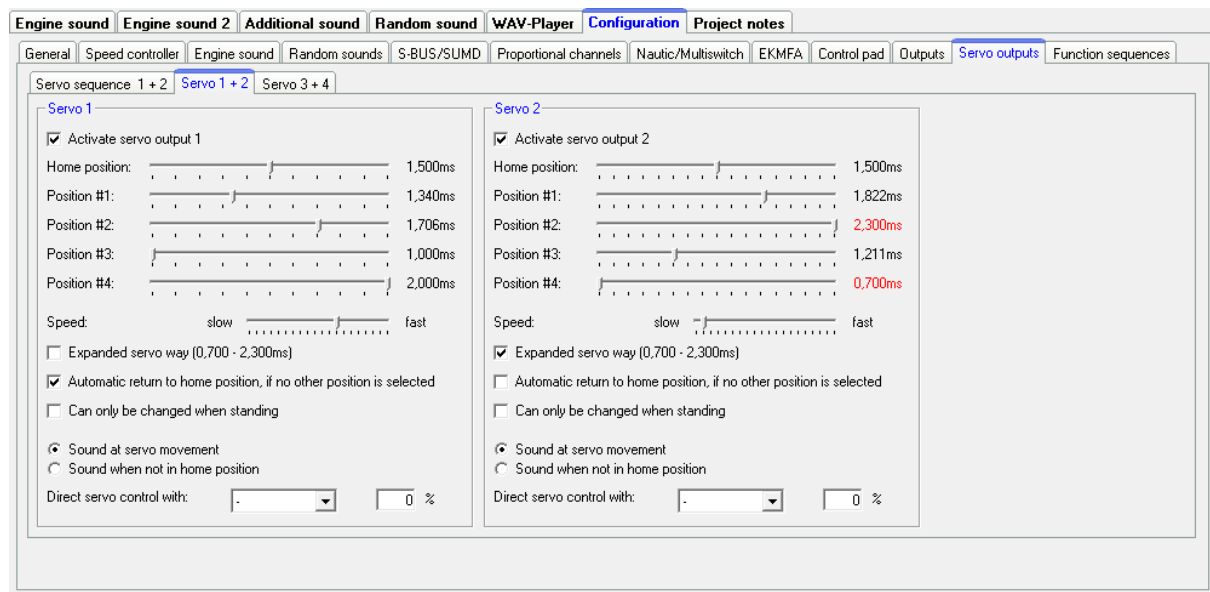 Engine sound Engine sound 2 Additional sound Random sound WAV-Player Configuration Project notes
General Speed controller Engine sound Random sounds S-BUS/SUMD Proportional channels Nautic/Multiswitch EKMFA Control pad Outputs Servo outputs Function sequences
Servo sequence 1 + 2 Servo 1 + 2 Servo 3 + 4
Servo 1
Activate servo output 1
Home position: 1,500ms
Position #1: 1,340ms
Position #2: 1,706ms
Position #3: 1,000ms
Position #4: 2,000ms
Speed: slow fast
Expanded servo way (0,700 - 2,300ms)
Automatic return to home position, if no other position is selected
Can only be changed when standing
Sound at servo movement
Sound when not in home position
Direct servo control with: - 0 %
Servo 2
Activate servo output 2
Home position: 1,500ms
Position #1: 1,822ms
Position #2: 2,300ms
Position #3: 1,211ms
Position #4: 0,700ms
Speed: slow fast
Expanded servo way (0,700 - 2,300ms)
Automatic return to home position, if no other position is selected
Can only be changed when standing
Sound at servo movement
Sound when not in home position
Direct servo control with: - 0 %